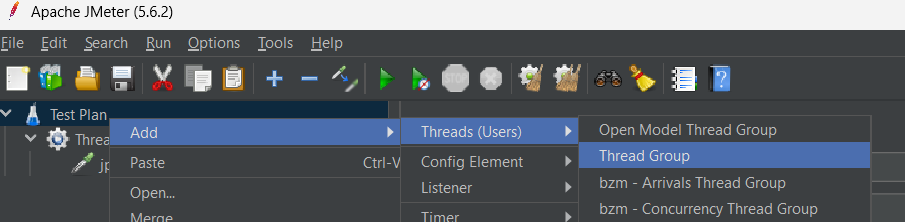 Apache JMeter (5.6.2)
File Edit Search Run Options Tools Help
STOP
Test Plan
Add
Threads (Users)
Open Model Thread Group
Thread Group
Paste Ctrl-V
Config Element
bzm - Arrivals Thread Group
Open...
Listener
bzm - Concurrency Thread Group
Merge
Timer